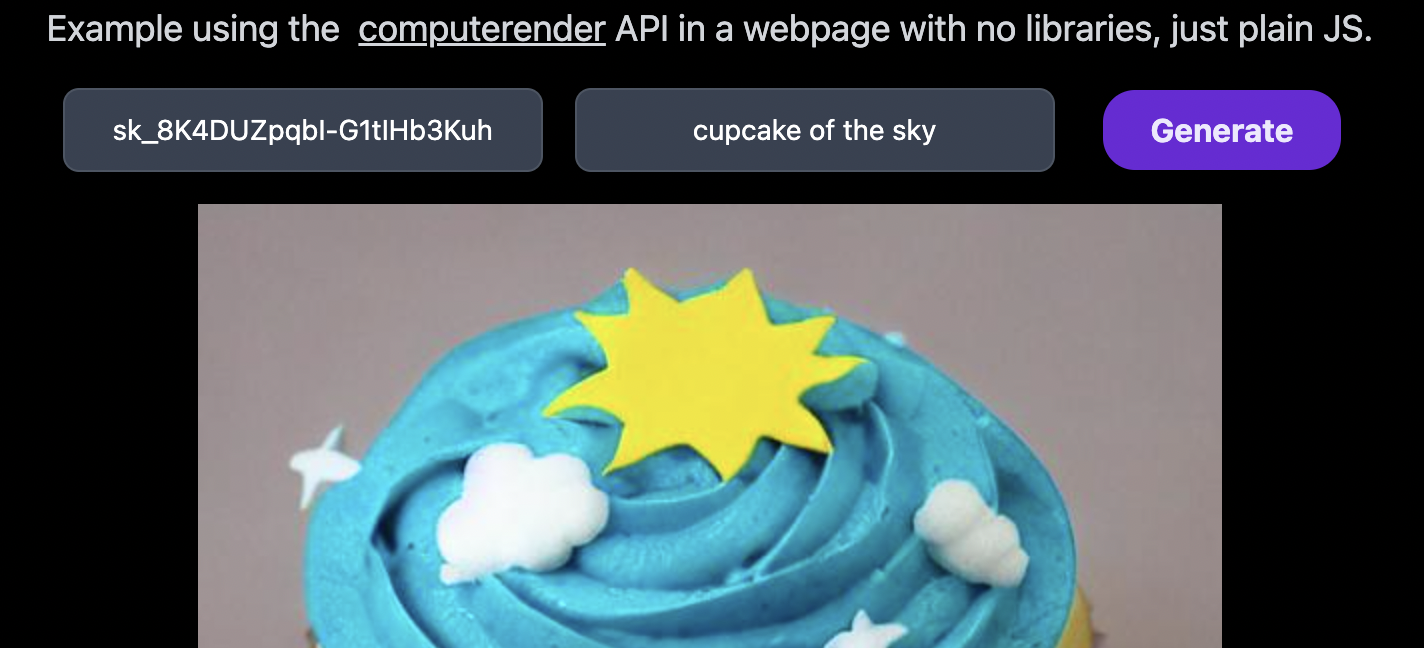 Example using the computerender API in a webpage with no libraries, just plain JS.
sk_8K4DUZpqbI-G1tIHb3Kuh
cupcake of the sky
Generate